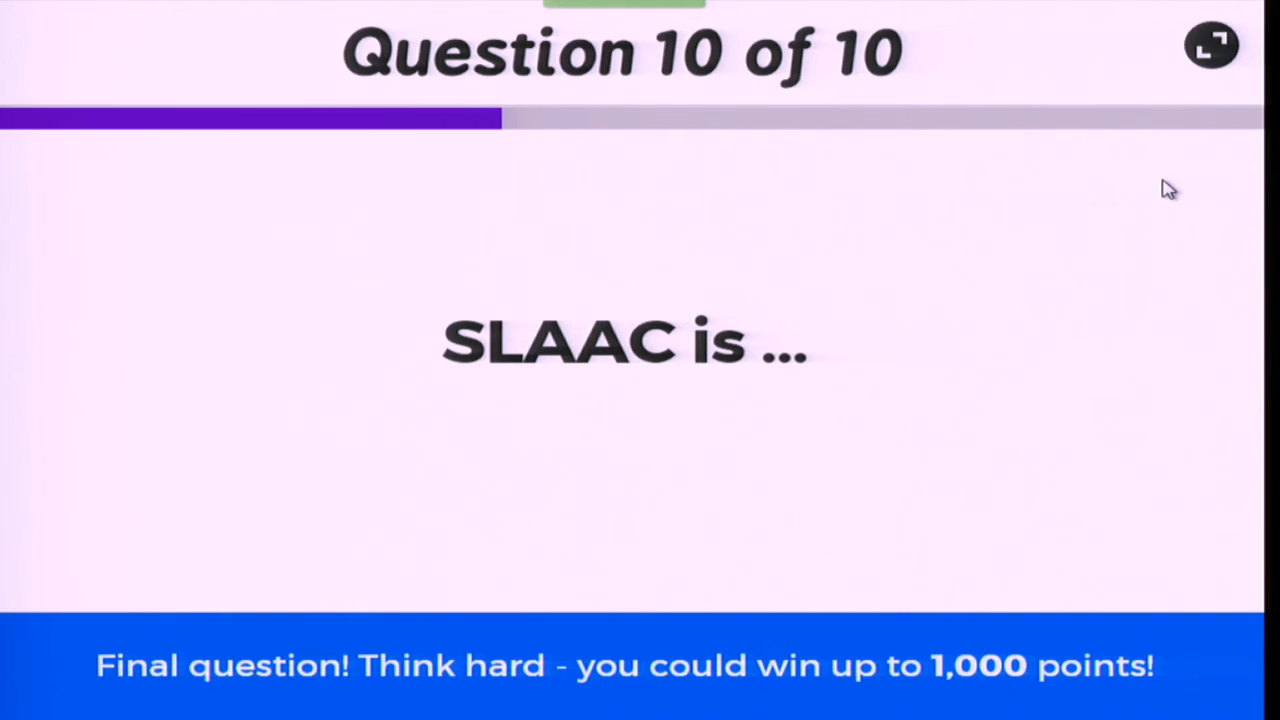 Question 10 of 10
SLAAC is ...
Final question! Think hard - you could win up to 1,000 points!